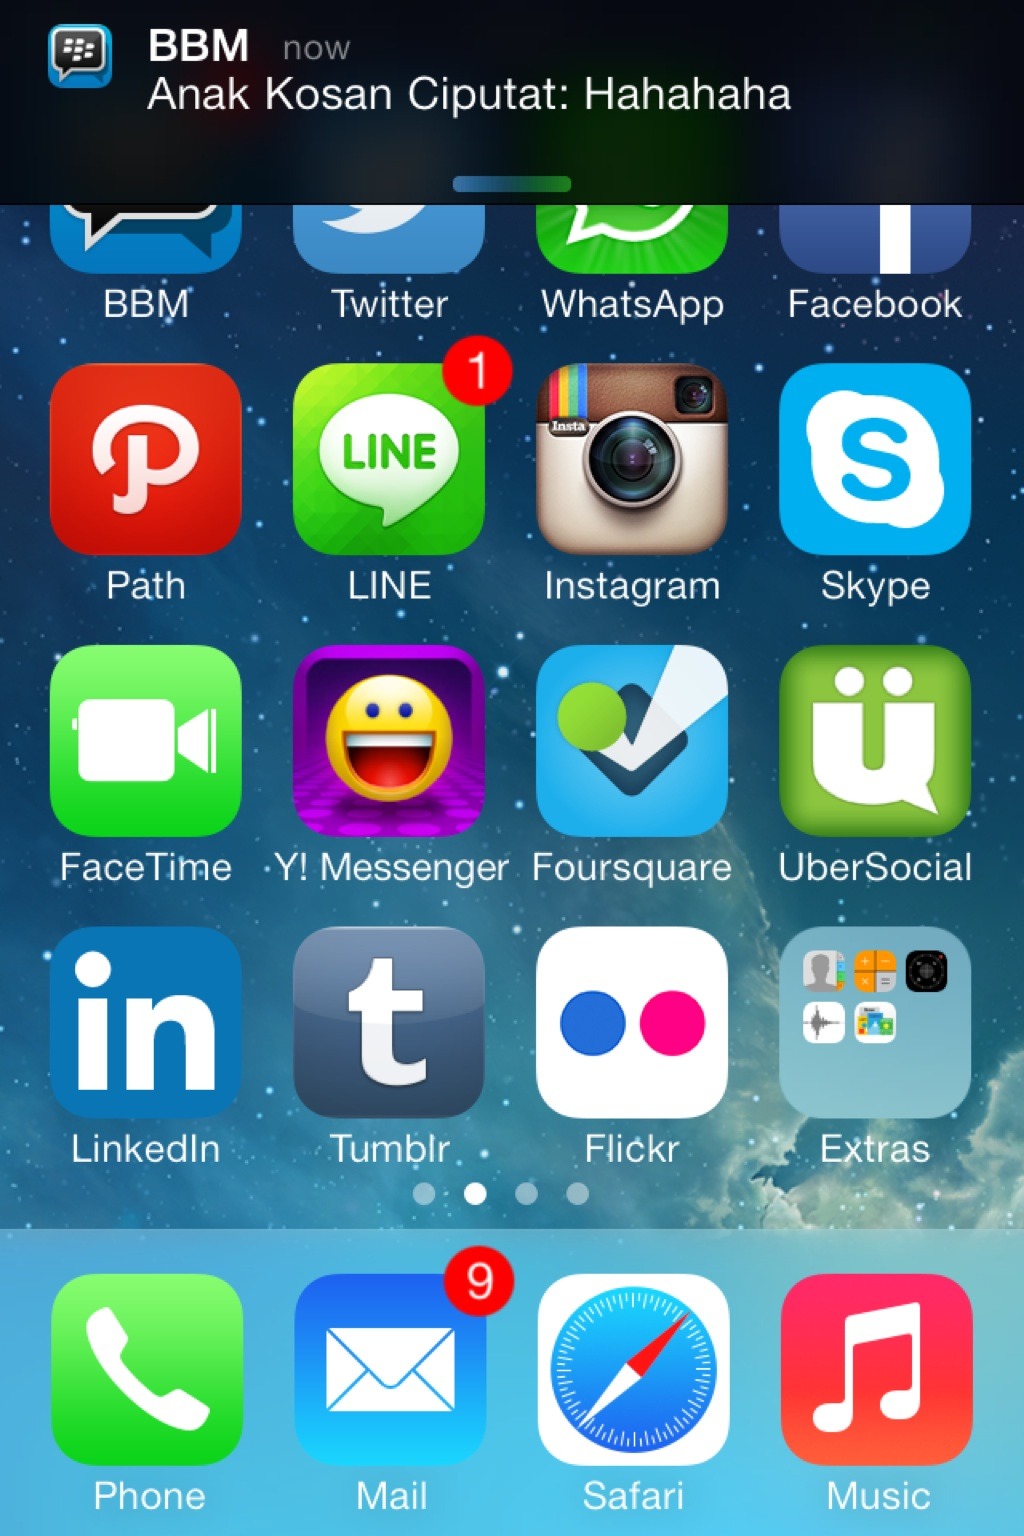 BBM now
Anak Kosan Ciputat: Hahahaha
BBM Twitter WhatsApp Facebook
1
LINE
Insta
Path LINE Instagram Skype
FaceTime Y! Messenger Foursquare UberSocial
in t
LinkedIn Tumblr Flickr Extras
9
Phone Mail Safari Music